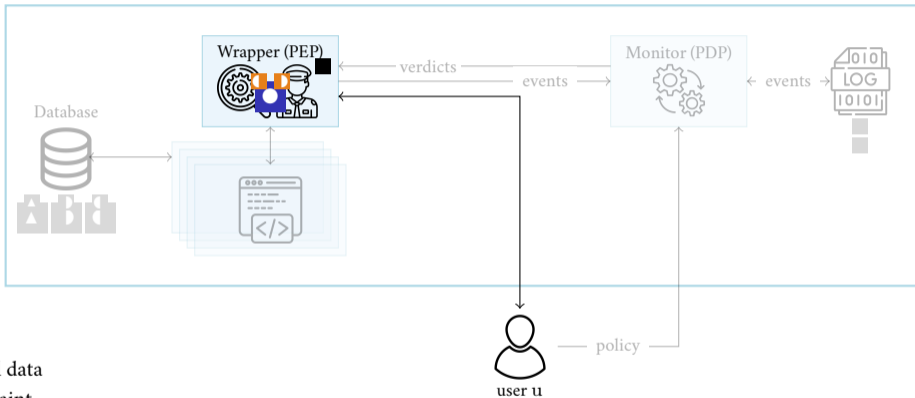 Wrapper (PEP)
Monitor (PDP)
verdicts
events
events
Database
LOG
1010
10101
</>
policy
user u
data